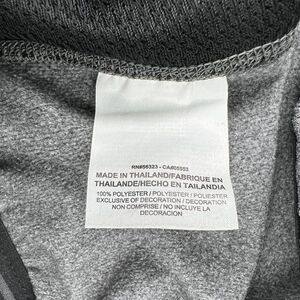 RN#56323 - CA#05553
MADE IN THAILAND/FABRIQUE EN
THAILANDE/HECHO EN TAILANDIA
100% POLYESTER / POLYESTER / POLIESTER
EXCLUSIVE OF DECORATION / DECORATION
NON COMPRISE / NO INCLUYE LA
DECORACION